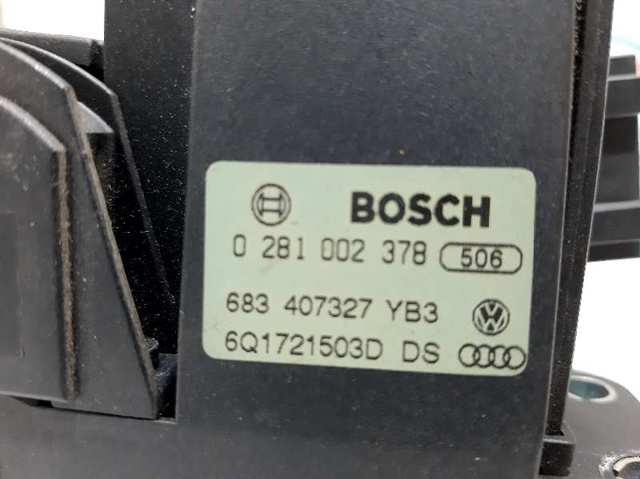 BOSCH
0 281 002 378 506
683 407327 YB3
6Q1721503D DS